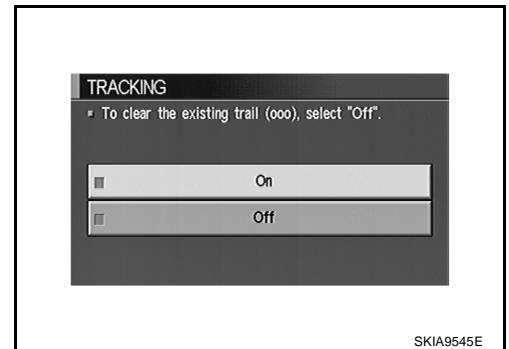 TRACKING
▪ To clear the existing trail (ooo), select "Off".
On
Off
SKIA9545E